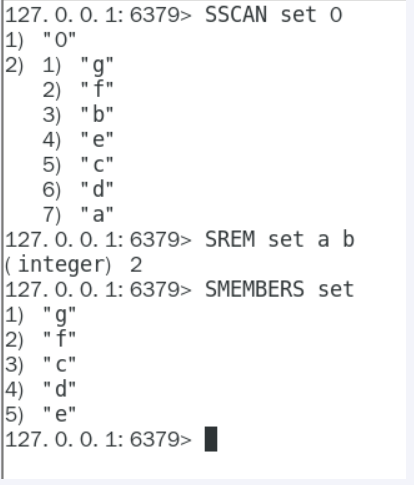 127.0.0.1:6379> SSCAN set 0
1) "0"
2) 1) "g"
2) "f"
3) "b"
4) "e"
5) "c"
6) "d"
7) "a"
127.0.0.1:6379> SREM set a b
(integer) 2
127.0.0.1:6379> SMEMBERS set
1) "g"
2) "f"
3) "c"
4) "d"
5) "e"
127.0.0.1:6379>